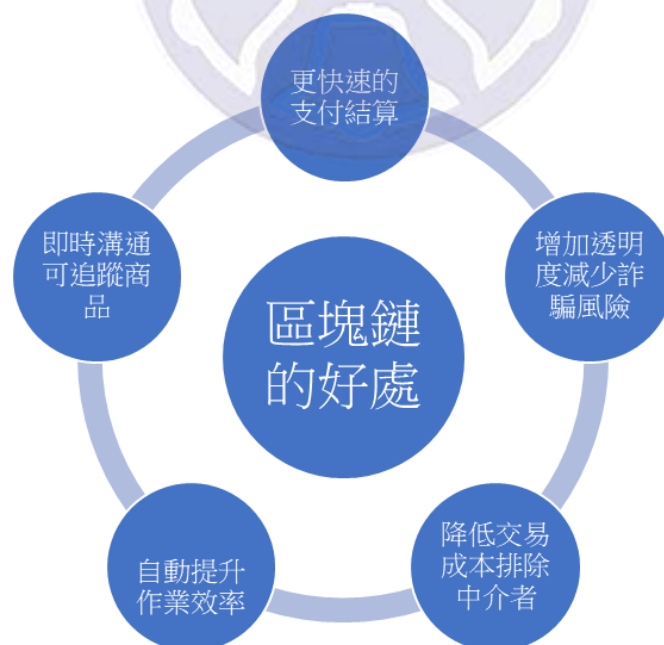 更快速的
支付結算
增加透明
度減少詐
騙風險
降低交易
成本排除
中介者
自動提升
作業效率
即時溝通
可追蹤商
品
區塊鏈
的好處